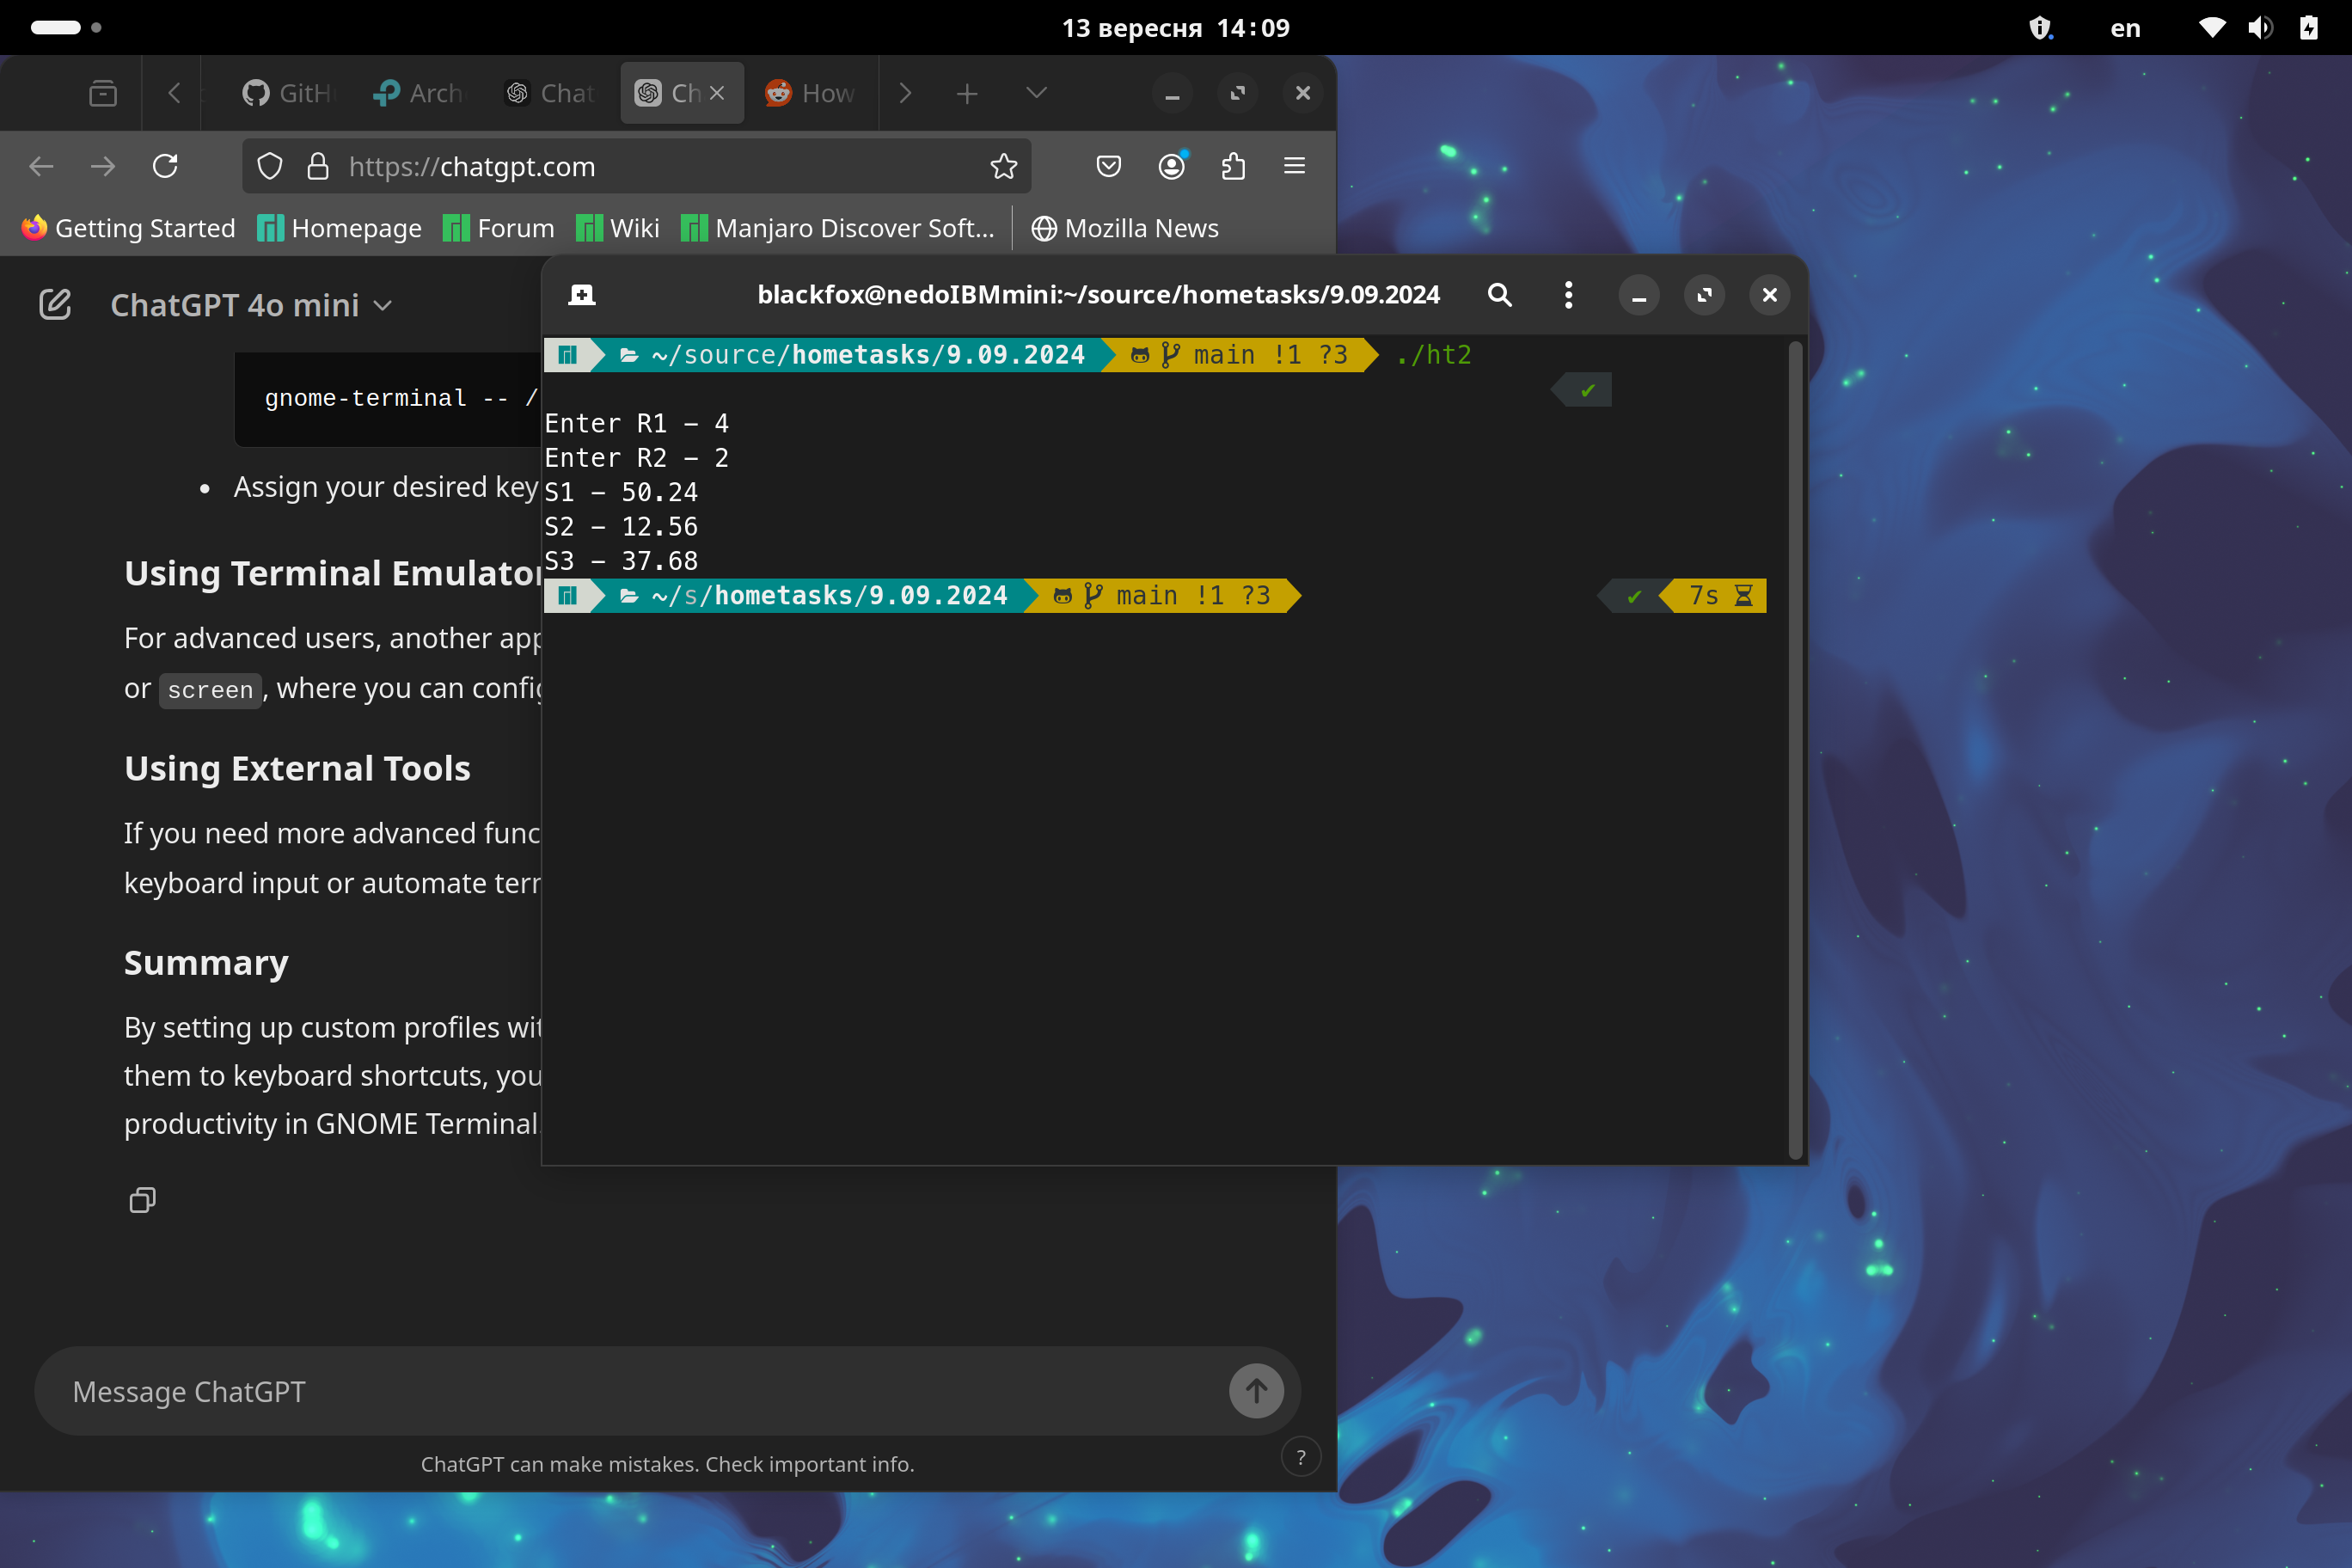 13 вересня 14:09
en
GitH
Arch
Chat
Ch
How
https://chatgpt.com
Getting Started
Homepage
Forum
Wiki
Manjaro Discover Soft...
Mozilla News
ChatGPT 4o mini
gnome-terminal -- /
• Assign your desired key
Using Terminal Emulator
For advanced users, another app
or screen, where you can config
Using External Tools
If you need more advanced func
keyboard input or automate terr
Summary
By setting up custom profiles wit
them to keyboard shortcuts, you
productivity in GNOME Terminal.
Message ChatGPT
ChatGPT can make mistakes. Check important info.
?
blackfox@nedoIBMmini:~/source/hometasks/9.09.2024
~/source/hometasks/9.09.2024 main !1 ?3 ./ht2
✔
Enter R1 – 4
Enter R2 – 2
S1 – 50.24
S2 – 12.56
S3 – 37.68
~/s/hometasks/9.09.2024 main !1 ?3 ✔ 7s